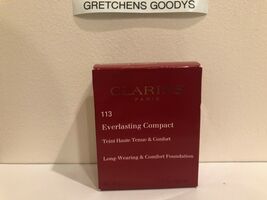 GRETCHENS GOODYS
CLARINS
PARIS
113
Everlasting Compact
Teint Haute Tenue & Confort
Long-Wearing & Comfort Foundation